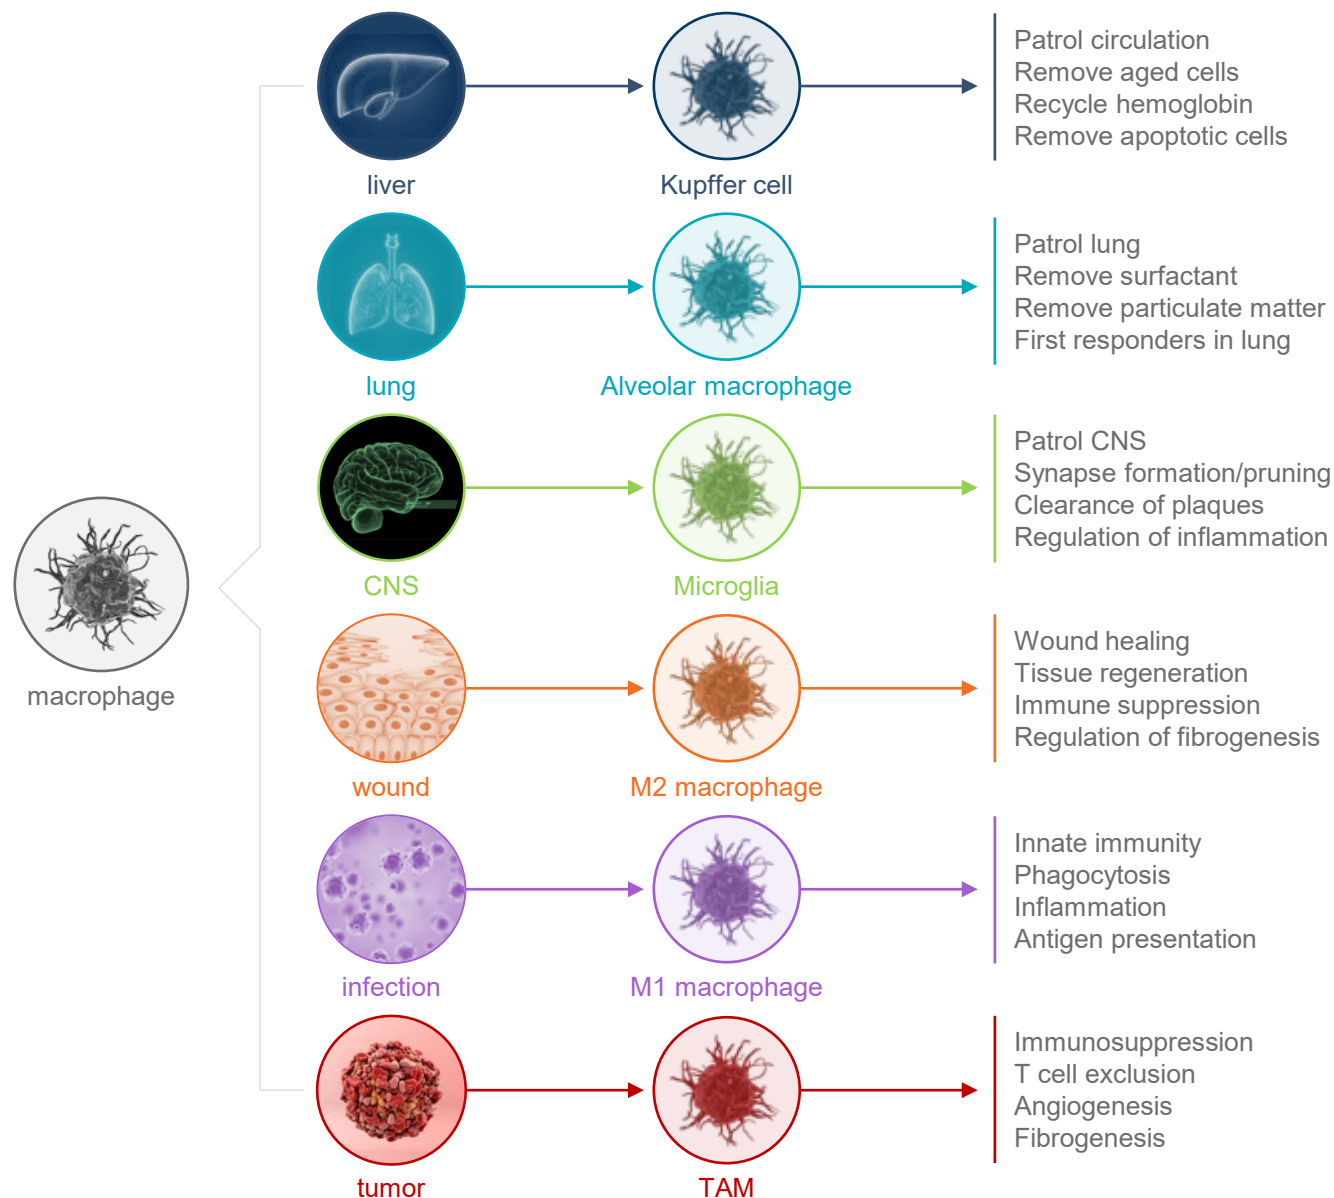 macrophage
liver
Kupffer cell
Patrol circulation
Remove aged cells
Recycle hemoglobin
Remove apoptotic cells
lung
Alveolar macrophage
Patrol lung
Remove surfactant
Remove particulate matter
First responders in lung
CNS
Microglia
Patrol CNS
Synapse formation/pruning
Clearance of plaques
Regulation of inflammation
wound
M2 macrophage
Wound healing
Tissue regeneration
Immune suppression
Regulation of fibrogenesis
infection
M1 macrophage
Innate immunity
Phagocytosis
Inflammation
Antigen presentation
tumor
TAM
Immunosuppression
T cell exclusion
Angiogenesis
Fibrogenesis